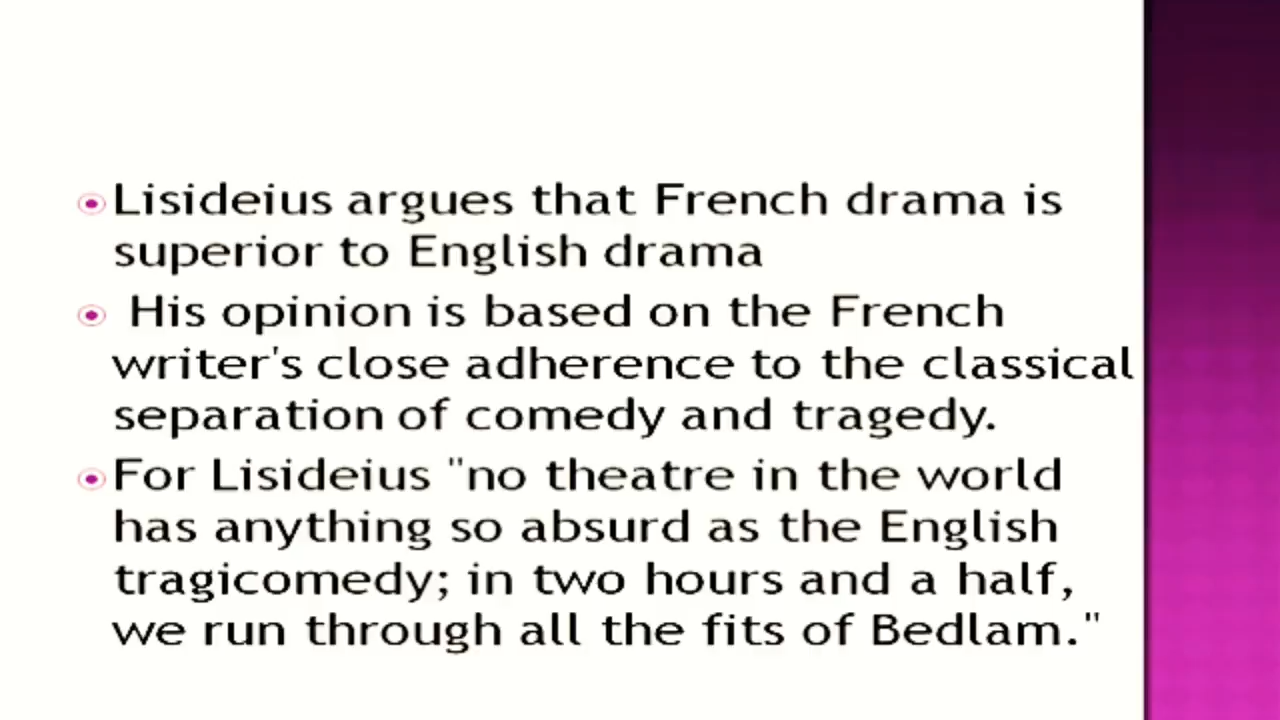 Lisideius argues that French drama is
superior to English drama
His opinion is based on the French
writer's close adherence to the classical
separation of comedy and tragedy.
For Lisideius "no theatre in the world
has anything so absurd as the English
tragicomedy; in two hours and a half,
we run through all the fits of Bedlam."